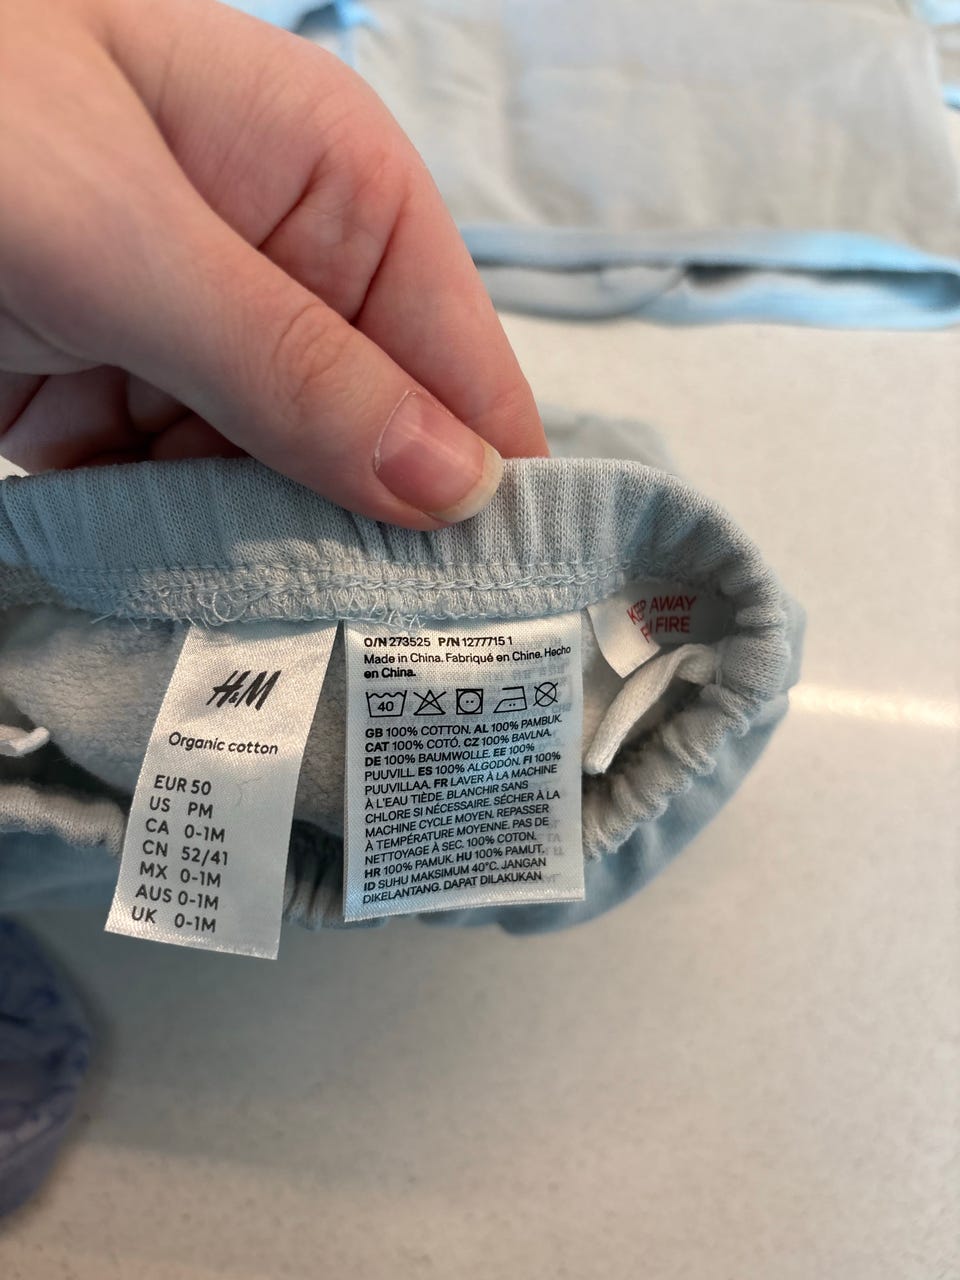 H&M
Organic cotton
EUR 50
US PM
CA 0-1M
CN 52/41
MX 0-1M
AUS 0-1M
UK 0-1M
O/N 273525 P/N 1277715 1
Made in China. Fabriqué en Chine. Hecho
en China.
40
GB 100% COTTON. AL 100% PAMBUK.
CAT 100% COTÓ. CZ 100% BAVLNA.
DE 100% BAUMWOLLE. EE 100%
PUUVILL. ES 100% ALGODÓN. FI 100%
PUUVILLAA. FR LAVER À LA MACHINE
À L'EAU TIÈDE. BLANCHIR SANS
CHLORE SI NÉCESSAIRE. SÉCHER À LA
MACHINE CYCLE MOYEN. REPASSER
À TEMPÉRATURE MOYENNE. PAS DE
NETTOYAGE À SEC. 100% COTON.
HR 100% PAMUK. HU 100% PAMUT.
ID SUHU MAKSIMUM 40°C. JANGAN
DIKELANTANG. DAPAT DILAKUKAN
AWAY
FIRE